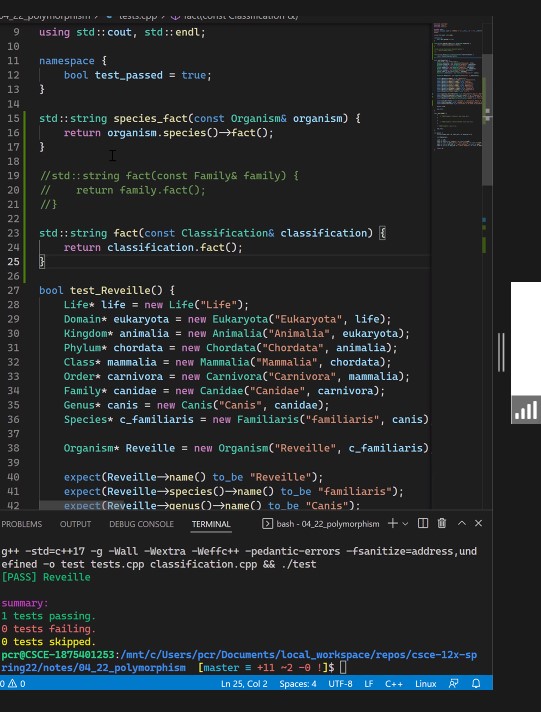 04_22_polymorphism > tests.cpp > fact(const Classification &)
9 using std::cout, std::endl;
10
11 namespace {
12     bool test_passed = true;
13 }
14
15 std::string species_fact(const Organism& organism) {
16     return organism.species()->fact();
17 }
18
19 //std::string fact(const Family& family) {
20 //    return family.fact();
21 //}
22
23 std::string fact(const Classification& classification) {
24     return classification.fact();
25 }
26
27 bool test_Reveille() {
28     Life* life = new Life("Life");
29     Domain* eukaryota = new Eukaryota("Eukaryota", life);
30     Kingdom* animalia = new Animalia("Animalia", eukaryota);
31     Phylum* chordata = new Chordata("Chordata", animalia);
32     Class* mammalia = new Mammalia("Mammalia", chordata);
33     Order* carnivora = new Carnivora("Carnivora", mammalia);
34     Family* canidae = new Canidae("Canidae", carnivora);
35     Genus* canis = new Canis("Canis", canidae);
36     Species* c_familiaris = new Familiaris("familiaris", canis)
37
38     Organism* Reveille = new Organism("Reveille", c_familiaris)
39
40     expect(Reveille->name() to_be "Reveille");
41     expect(Reveille->species()->name() to_be "familiaris");
42     expect(Reveille->genus()->name() to_be "Canis");
PROBLEMS OUTPUT DEBUG CONSOLE TERMINAL bash - 04_22_polymorphism
g++ -std=c++17 -g -Wall -Wextra -Weffc++ -pedantic-errors -fsanitize=address,und
efined -o test tests.cpp classification.cpp && ./test
[PASS] Reveille
summary:
1 tests passing.
0 tests failing.
0 tests skipped.
pcr@CSCE-1875401253:/mnt/c/Users/pcr/Documents/local_workspace/repos/csce-12x-sp
ring22/notes/04_22_polymorphism [master ≡ +11 ~2 -0 !]$
0 0 Ln 25, Col 2 Spaces: 4 UTF-8 LF C++ Linux